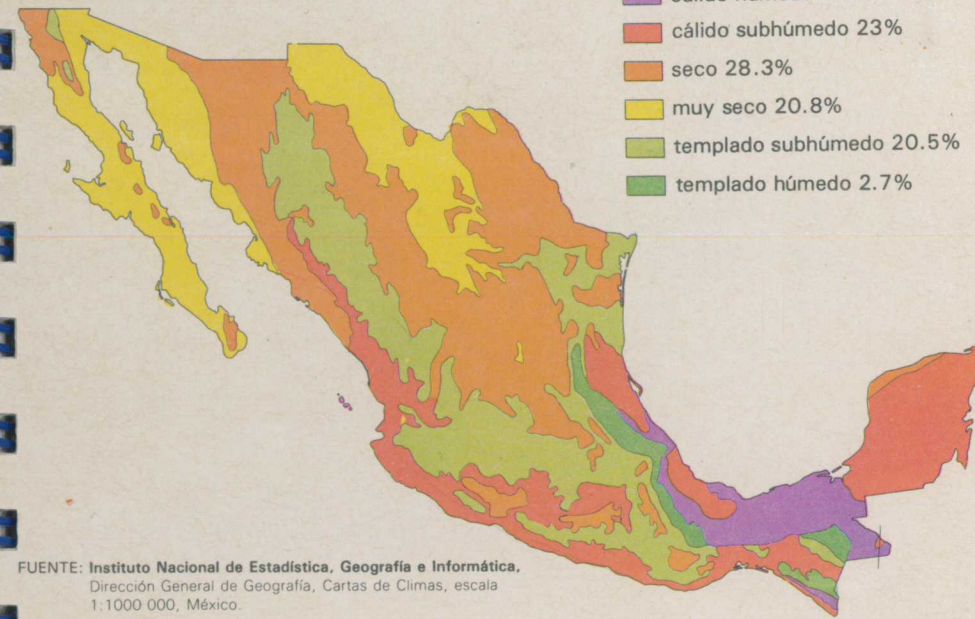 cálido subhúmedo 23%
seco 28.3%
muy seco 20.8%
templado subhúmedo 20.5%
templado húmedo 2.7%
FUENTE: Instituto Nacional de Estadística, Geografía e Informática,
Dirección General de Geografía, Cartas de Climas, escala
1:1000 000, México.